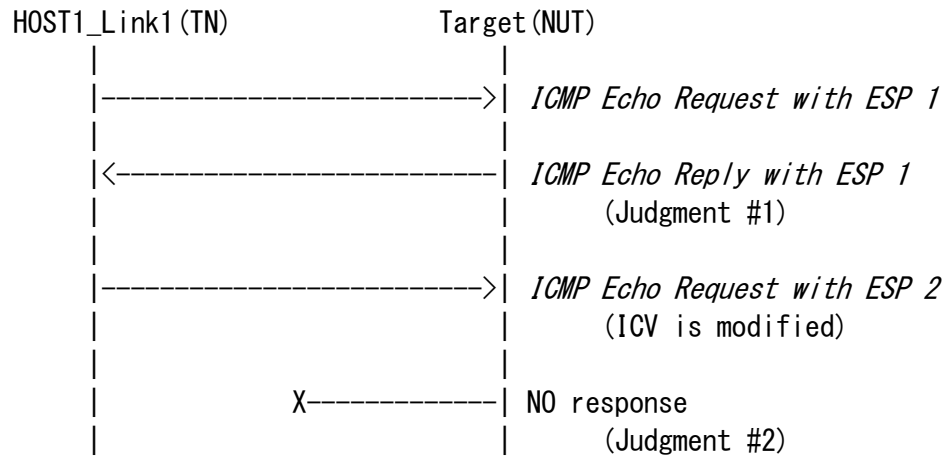 HOST1_Link1(TN) Target(NUT)
ICMP Echo Request with ESP 1
ICMP Echo Reply with ESP 1
(Judgment #1)
ICMP Echo Request with ESP 2
(ICV is modified)
X NO response
(Judgment #2)